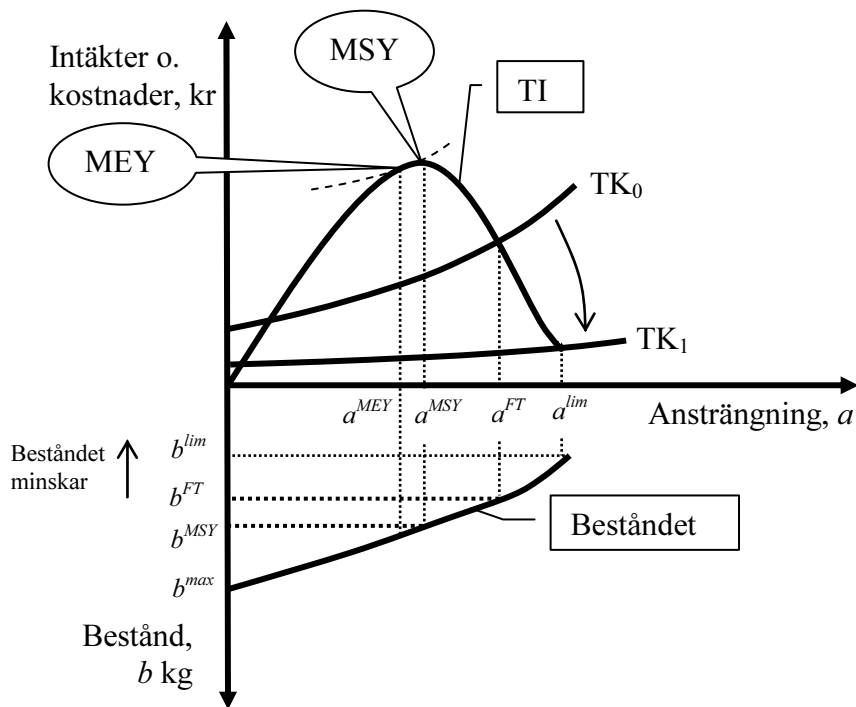 Intäkter o.
kostnader, kr
MSY
TI
MEY
TK₀
TK₁
a^{MEY} a^{MSY} a^{FT} a^{lim}
Ansträngning, a
Beståndet
minskar
b^{lim}
b^{FT}
b^{MSY}
b^{max}
Beståndet
Bestånd,
b kg